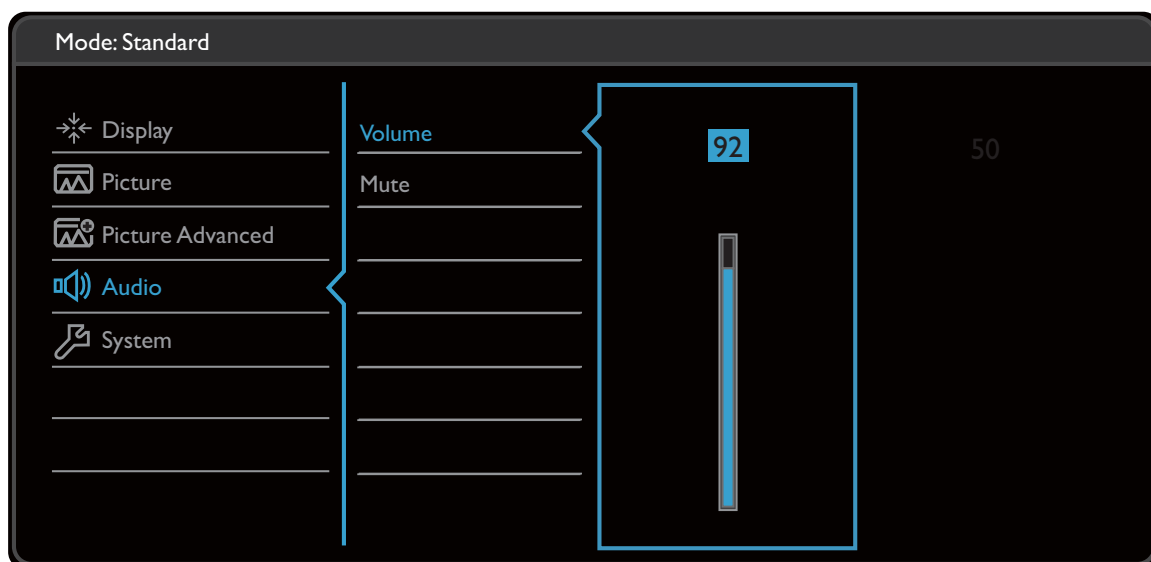 Mode: Standard
Display
Picture
Picture Advanced
Audio
System
Volume
Mute
92
50